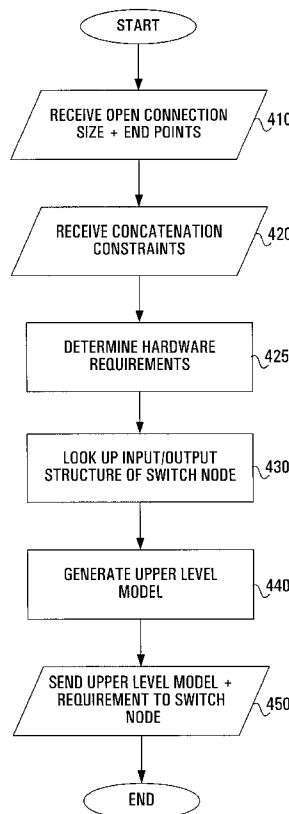 START
RECEIVE OPEN CONNECTION
SIZE + END POINTS
410
RECEIVE CONCATENATION
CONSTRAINTS
420
DETERMINE HARDWARE
REQUIREMENTS
425
LOOK UP INPUT/OUTPUT
STRUCTURE OF SWITCH NODE
430
GENERATE UPPER LEVEL
MODEL
440
SEND UPPER LEVEL MODEL +
REQUIREMENT TO SWITCH
NODE
450
END